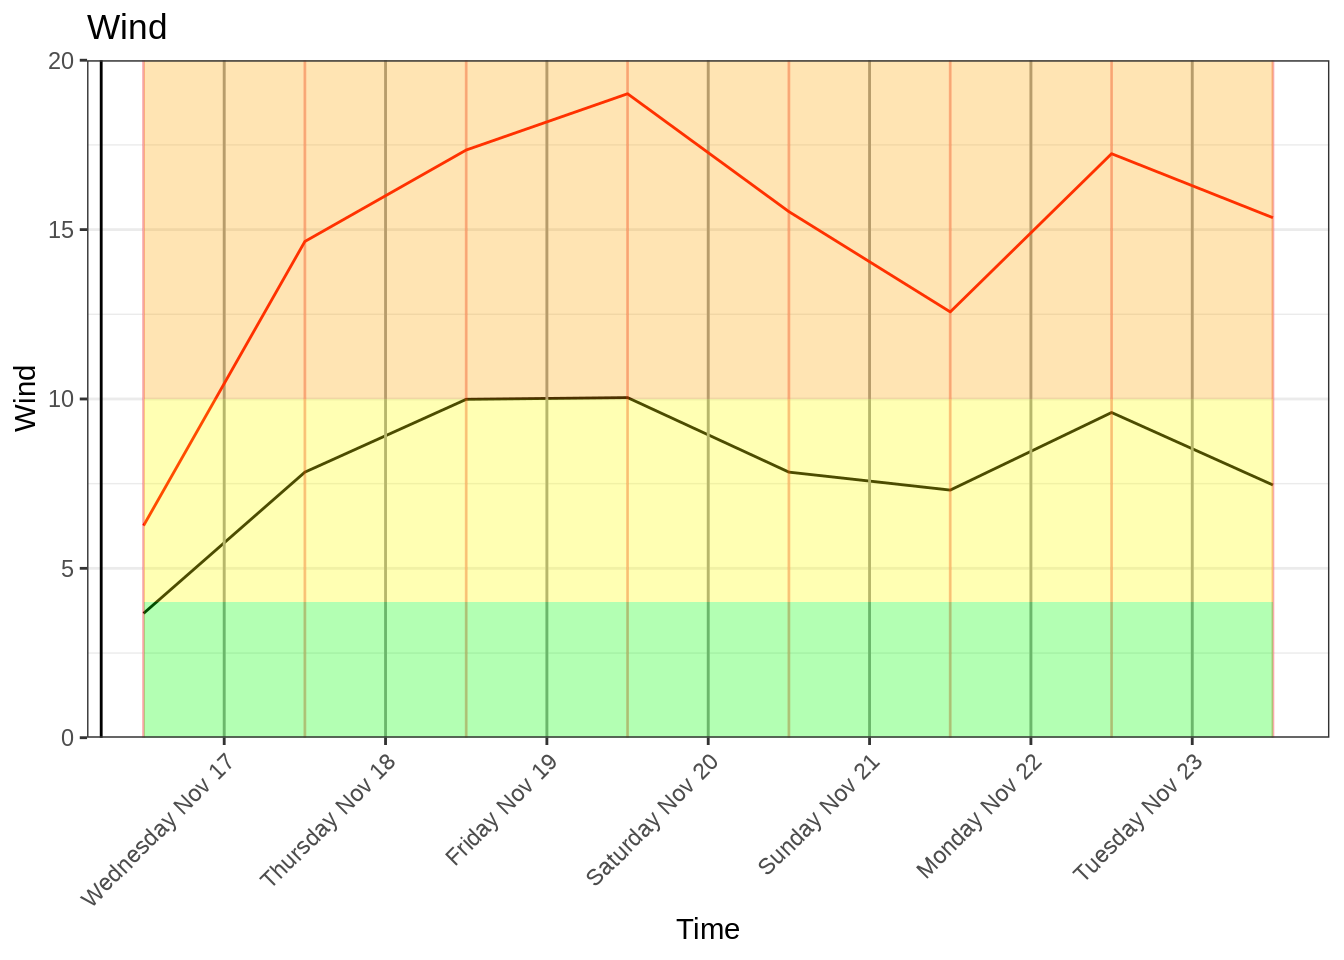 Wind
20
15
10
5
0
Wind
Wednesday Nov 17
Thursday Nov 18
Friday Nov 19
Saturday Nov 20
Sunday Nov 21
Monday Nov 22
Tuesday Nov 23
Time